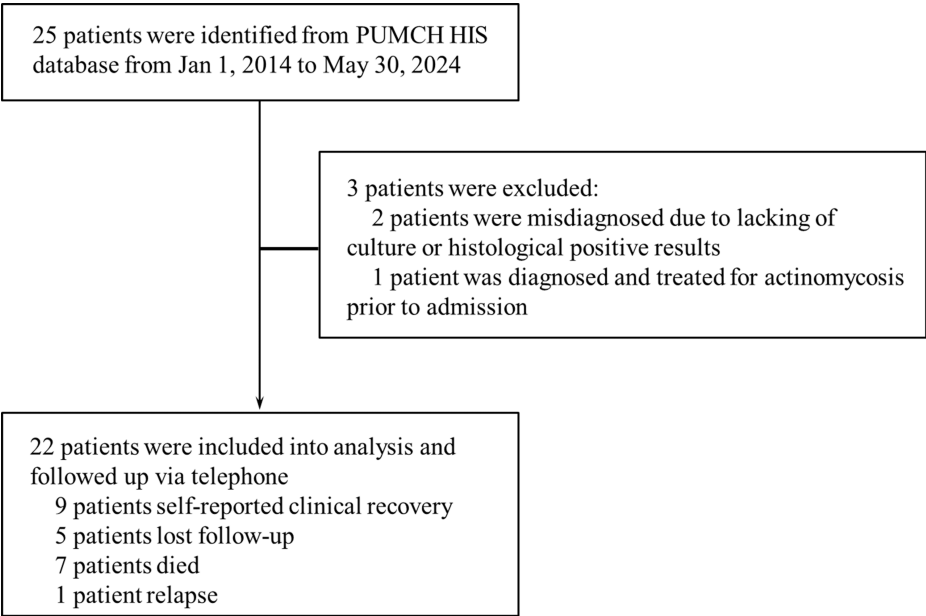 25 patients were identified from PUMCH HIS
database from Jan 1, 2014 to May 30, 2024
3 patients were excluded:
2 patients were misdiagnosed due to lacking of
culture or histological positive results
1 patient was diagnosed and treated for actinomycosis
prior to admission
22 patients were included into analysis and
followed up via telephone
9 patients self-reported clinical recovery
5 patients lost follow-up
7 patients died
1 patient relapse